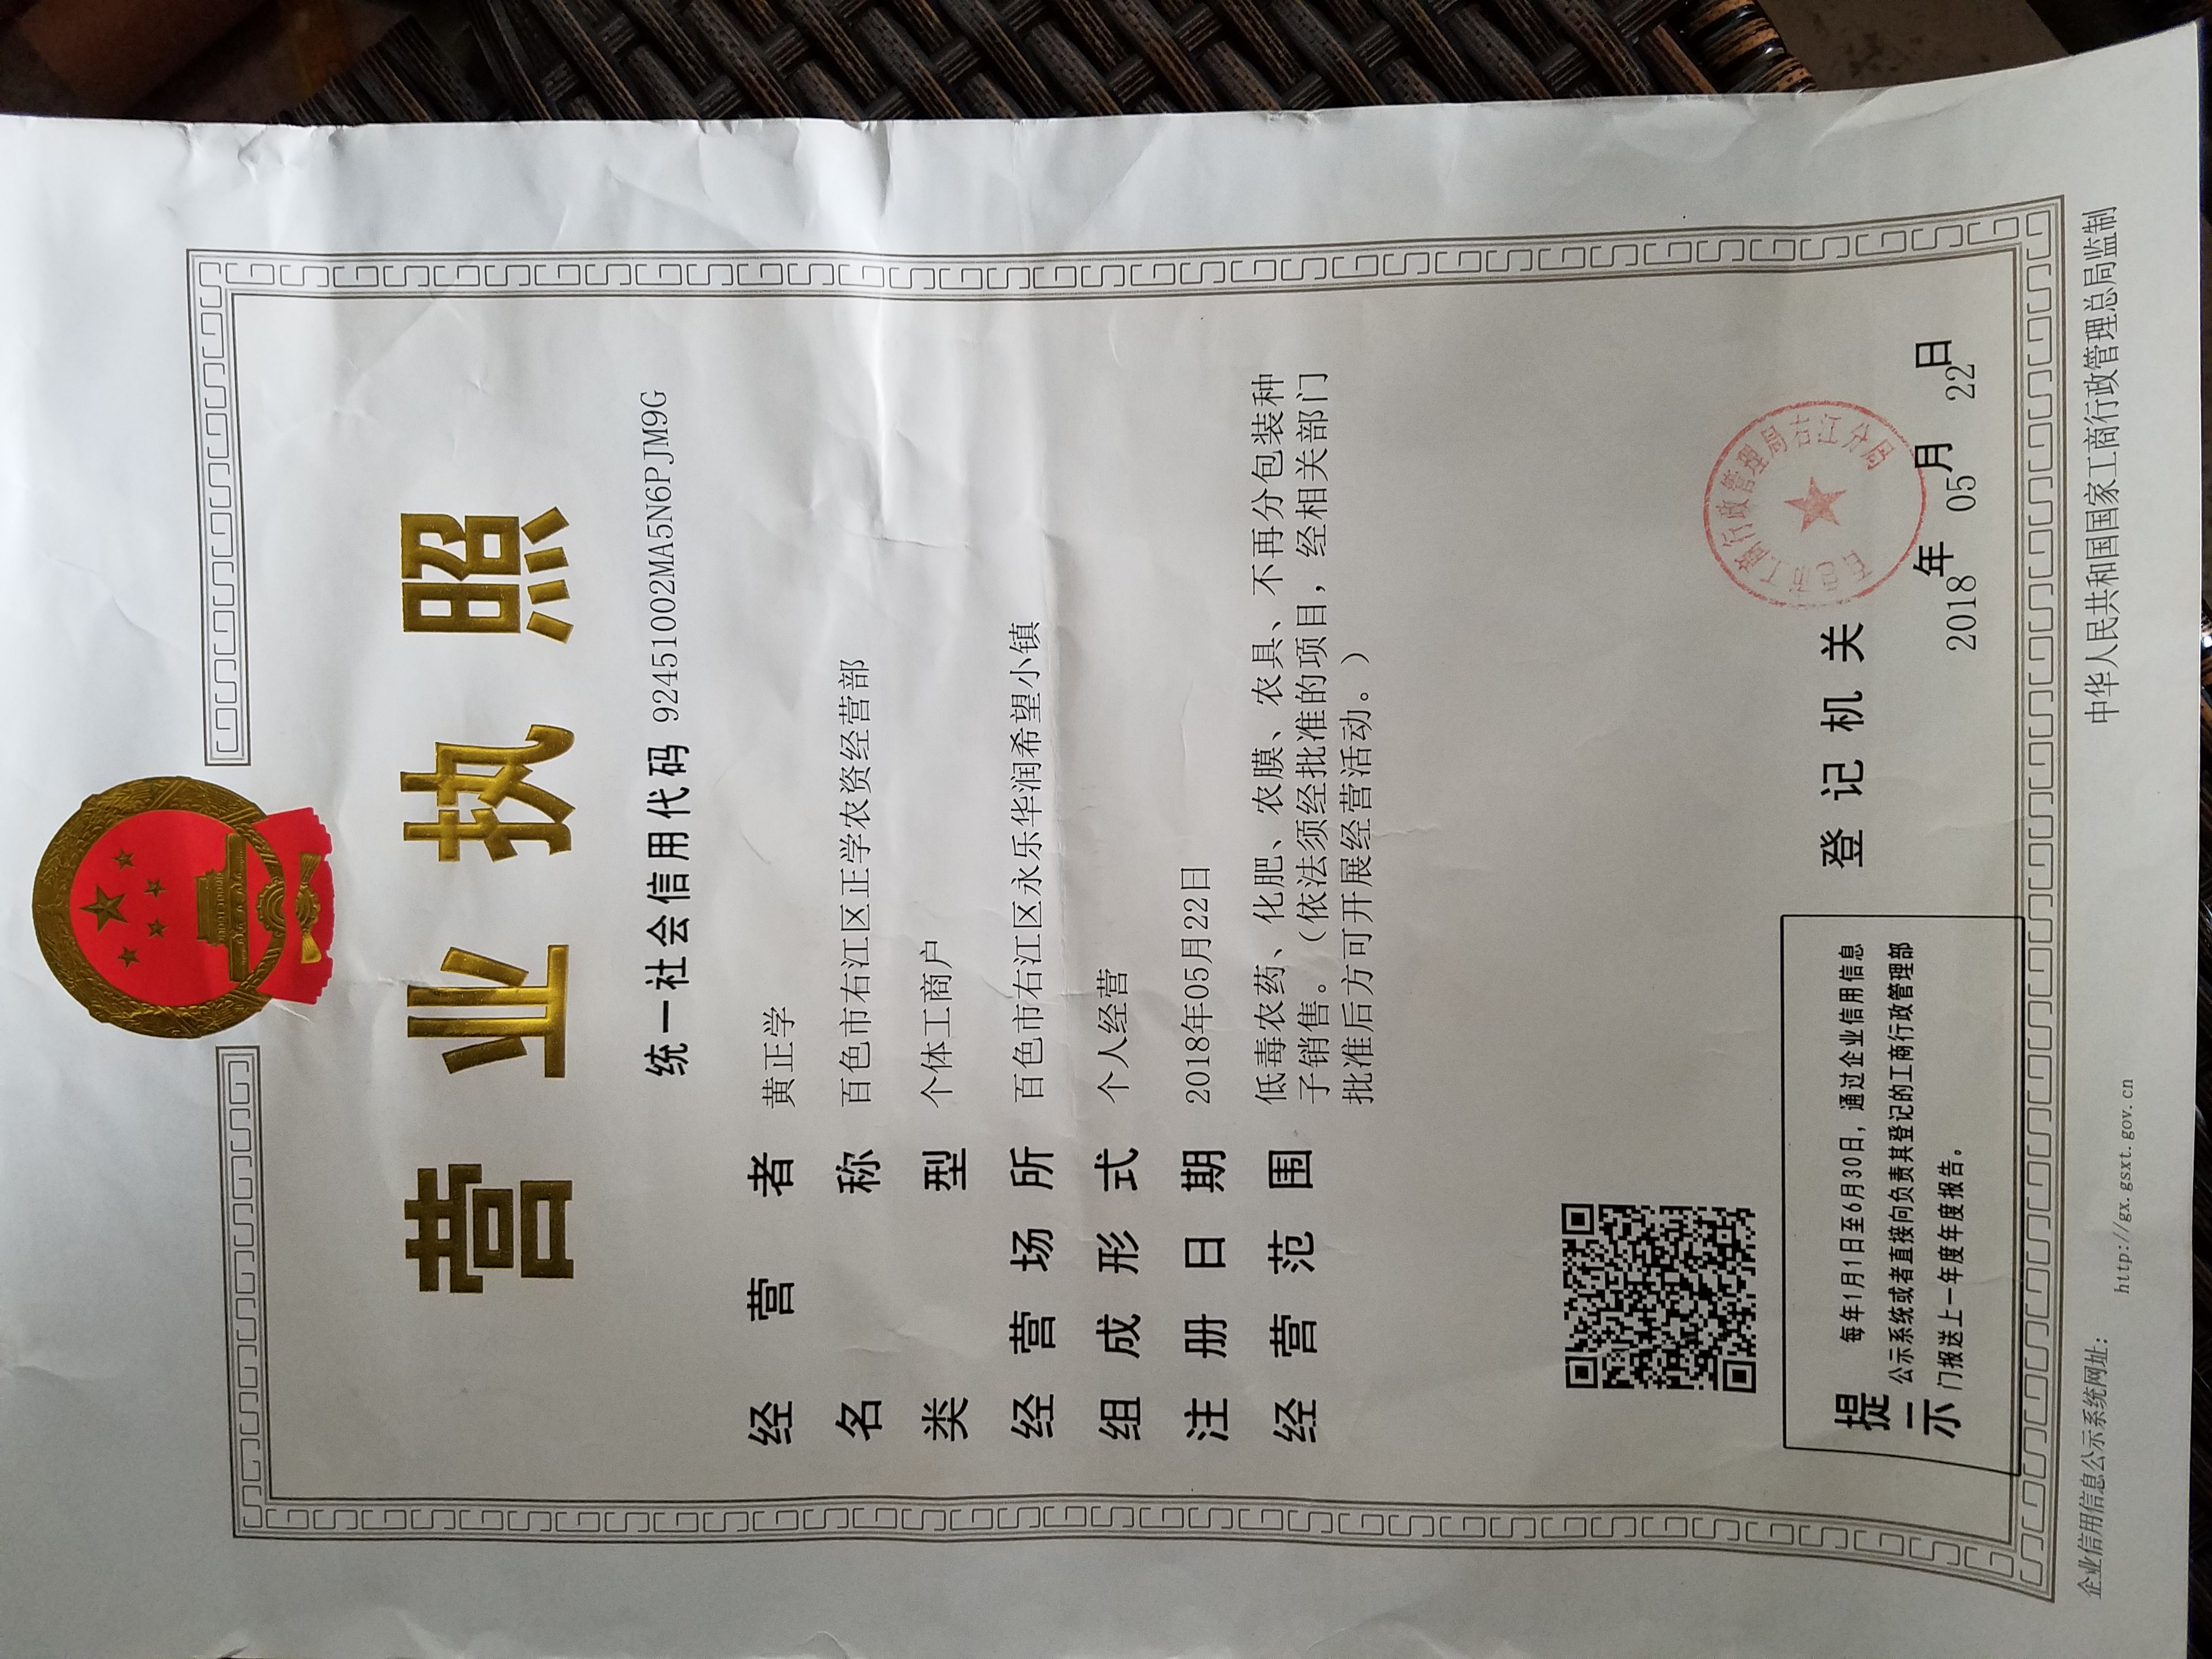 营业执照
统一社会信用代码 92451002MA5N6PJM9G
经营者 黄正学
名称 百色市右江区正学农资经营部
类型 个体工商户
经营场所 百色市右江区永乐华润希望小镇
组成形式 个人经营
注册日期 2018年05月22日
经营范围 低毒农药、化肥、农膜、农具、不再分包装种
子销售。（依法须经批准的项目，经相关部门
批准后方可开展经营活动。）
提示
每年1月1日至6月30日，通过企业信用信息
公示系统或者直接向负责其登记的工商行政管理部
门报送上一年度年度报告。
登记机关
百色市工商行政管理局右江分局
2018年05月22日
企业信用信息公示系统网址：
http://gx.gsxt.gov.cn
中华人民共和国国家工商行政管理总局监制